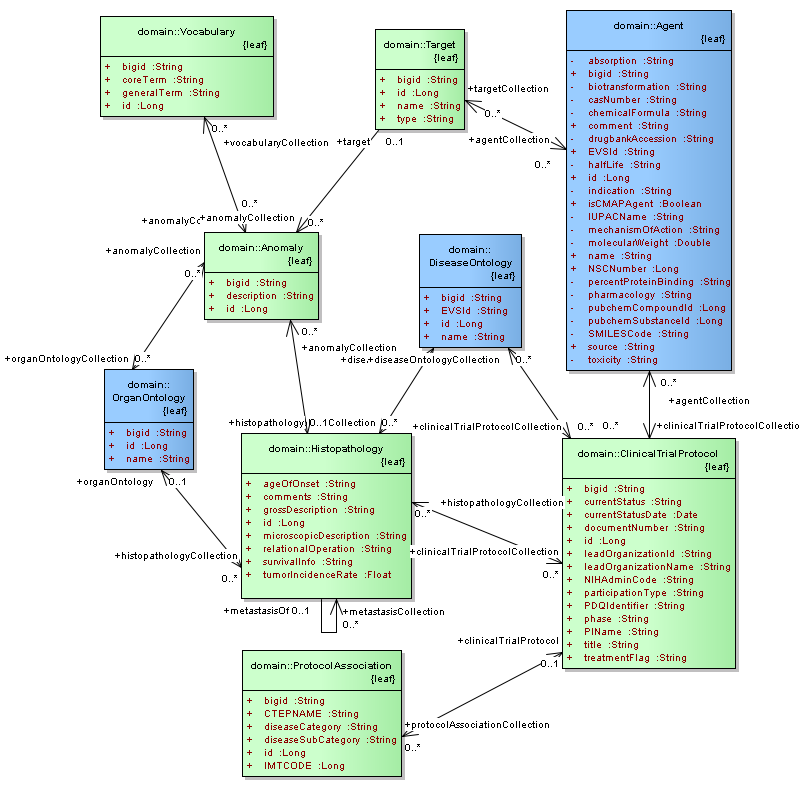 domain::Vocabulary
{leaf}
+ bigid :String
+ coreTerm :String
+ generalTerm :String
+ id :Long
domain::Target
{leaf}
+ bigid :String
+ id :Long
+ name :String
+ type :String
domain::Agent
{leaf}
- absorption :String
+ bigid :String
- biotransformation :String
- casNumber :String
- chemicalFormula :String
+ comment :String
- drugbankAccession :String
+ EVSId :String
- halfLife :String
+ id :Long
- indication :String
+ isCMAPAgent :Boolean
- IUPACName :String
- mechanismOfAction :String
- molecularWeight :Double
+ name :String
+ NSCNumber :Long
- percentProteinBinding :String
- pharmacology :String
- pubchemCompoundId :Long
- pubchemSubstanceId :Long
- SMILESCode :String
+ source :String
- toxicity :String
+targetCollection
0..*
+agentCollection
0..*
0..*
+vocabularyCollection
+target
0..1
0..*
+anomalyCo
+anomalyCollection
0..*
+anomalyCollection
0..*
domain::Anomaly
{leaf}
+ bigid :String
+ description :String
+ id :Long
domain::
DiseaseOntology
{leaf}
+ bigid :String
+ EVSId :String
+ id :Long
+ name :String
0..*
+anomalyCollection
+organOntologyCollection
0..*
+dise
+diseaseOntologyCollection
0..*
domain::
OrganOntology
{leaf}
+ bigid :String
+ id :Long
+ name :String
0..*
+agentCollection
+histopathology
0..1
Collection
0..*
+clinicalTrialProtocolCollection
0..*
0..*
+clinicalTrialProtocolCollectio
domain::Histopathology
{leaf}
+ ageOfOnset :String
+ comments :String
+ grossDescription :String
+ id :Long
+ microscopicDescription :String
+ relationalOperation :String
+ survivalInfo :String
+ tumorIncidenceRate :Float
domain::ClinicalTrialProtocol
{leaf}
+ bigid :String
+ currentStatus :String
+ currentStatusDate :Date
+ documentNumber :String
+ id :Long
+ leadOrganizationId :String
+ leadOrganizationName :String
+ NIHAdminCode :String
+ participationType :String
+ PDQIdentifier :String
+ phase :String
+ PIName :String
+ title :String
+ treatmentFlag :String
+organOntology
0..1
+histopathologyCollection
0..*
+histopathologyCollection
0..*
+clinicalTrialProtocolCollection
0..*
+metastasisOf
0..1
+metastasisCollection
0..*
+clinicalTrialProtocol
0..1
domain::ProtocolAssociation
{leaf}
+ bigid :String
+ CTEPNAME :String
+ diseaseCategory :String
+ diseaseSubCategory :String
+ id :Long
+ IMTCODE :Long
+protocolAssociationCollection
0..*